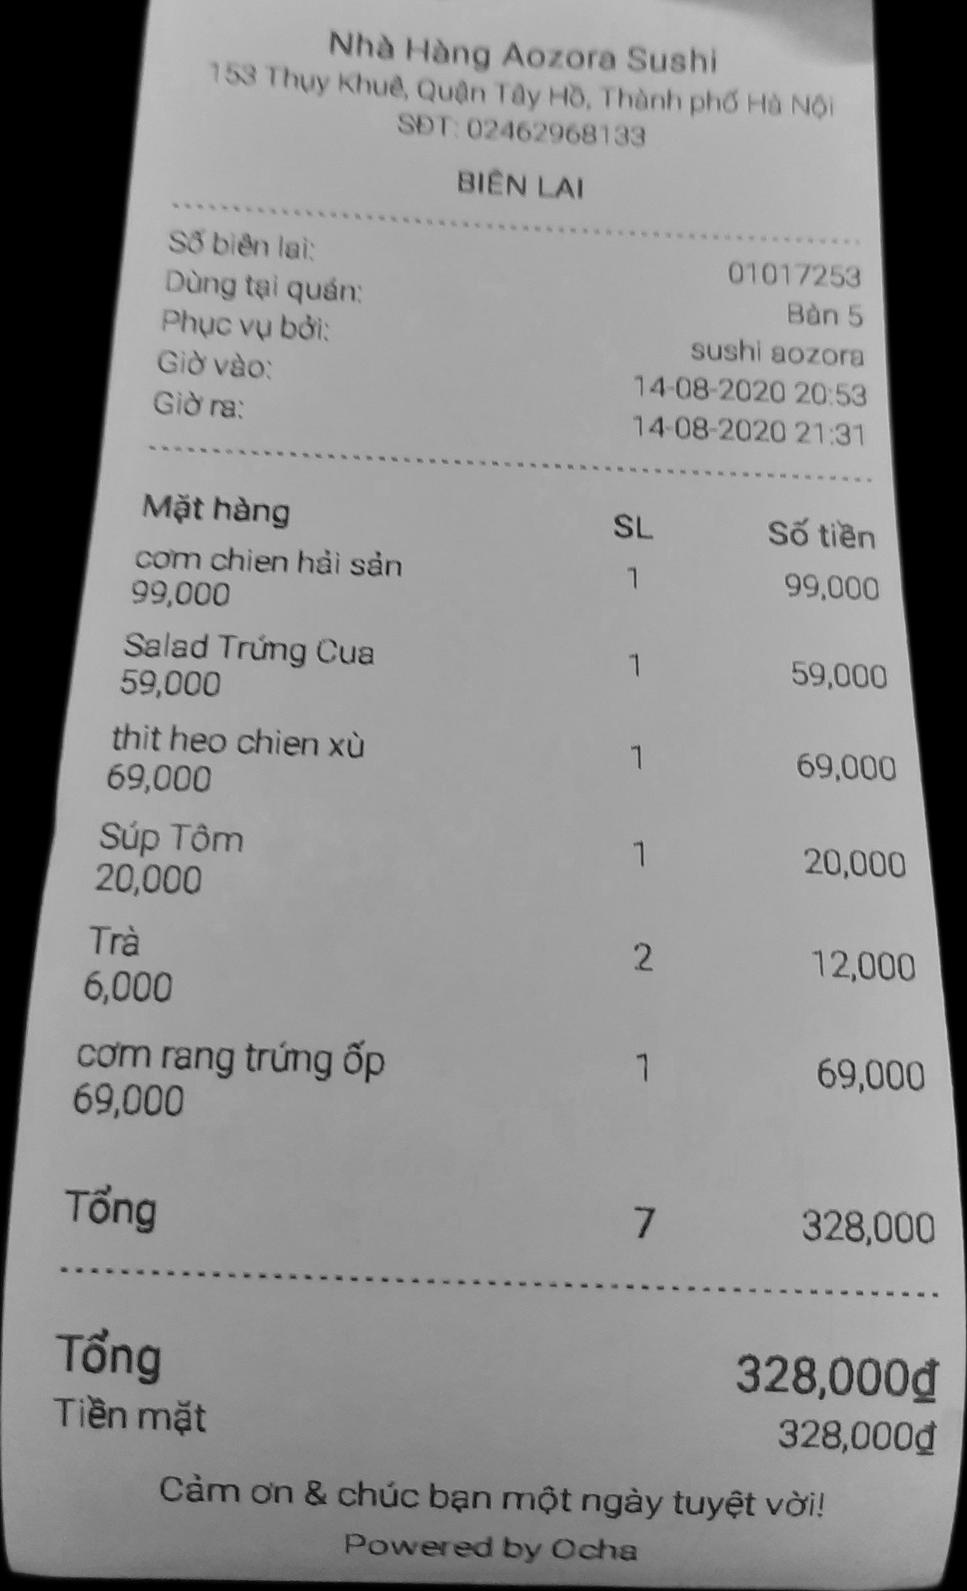 Nhà Hàng Aozora Sushi
153 Thụy Khuê, Quận Tây Hồ, Thành phố Hà Nội
SĐT: 02462968133
BIÊN LAI
Số biên lai: 01017253
Dùng tại quán: Bàn 5
Phục vụ bởi: sushi aozora
Giờ vào: 14-08-2020 20:53
Giờ ra: 14-08-2020 21:31
Mặt hàng SL Số tiền
cơm chien hải sản 1 99,000
99,000
Salad Trứng Cua 1 59,000
59,000
thit heo chien xù 1 69,000
69,000
Súp Tôm 1 20,000
20,000
Trà 2 12,000
6,000
cơm rang trứng ốp 1 69,000
69,000
Tổng 7 328,000
Tổng 328,000₫
Tiền mặt 328,000₫
Cảm ơn & chúc bạn một ngày tuyệt vời!
Powered by Ocha